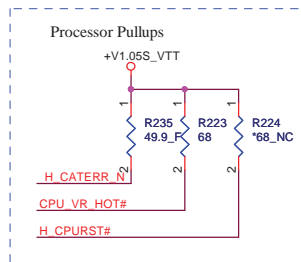 Processor Pullups
+V1.05S_VTT
1 1 1
R235 R223 R224
49.9_F 68 *68_NC
2 2 2
H_CATERR_N
CPU_VR_HOT#
H_CPURST#